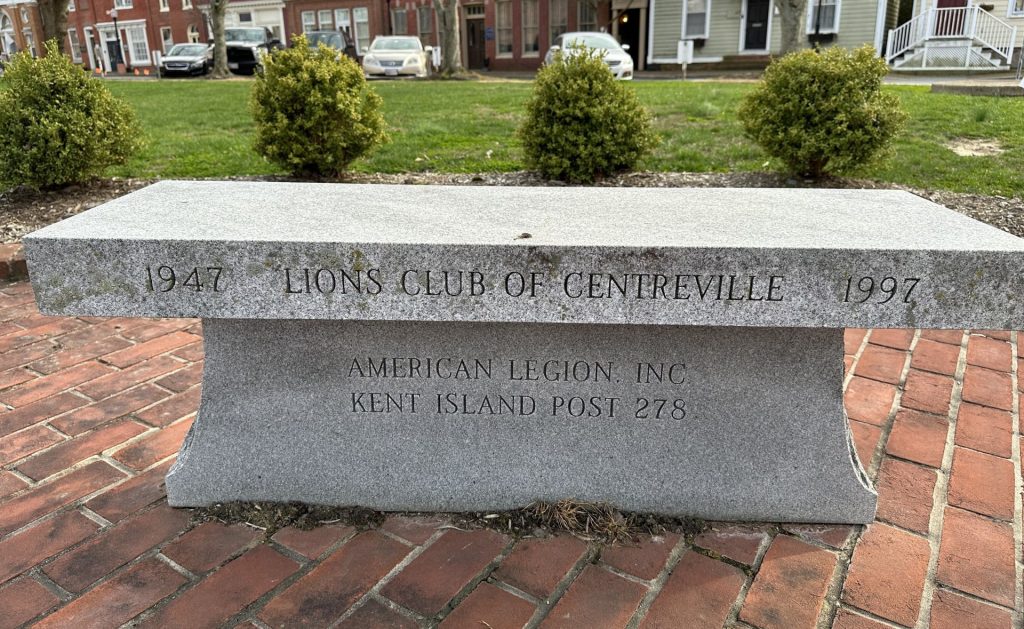 1947 LIONS CLUB OF CENTREVILLE 1997
AMERICAN LEGION, INC
KENT ISLAND POST 278